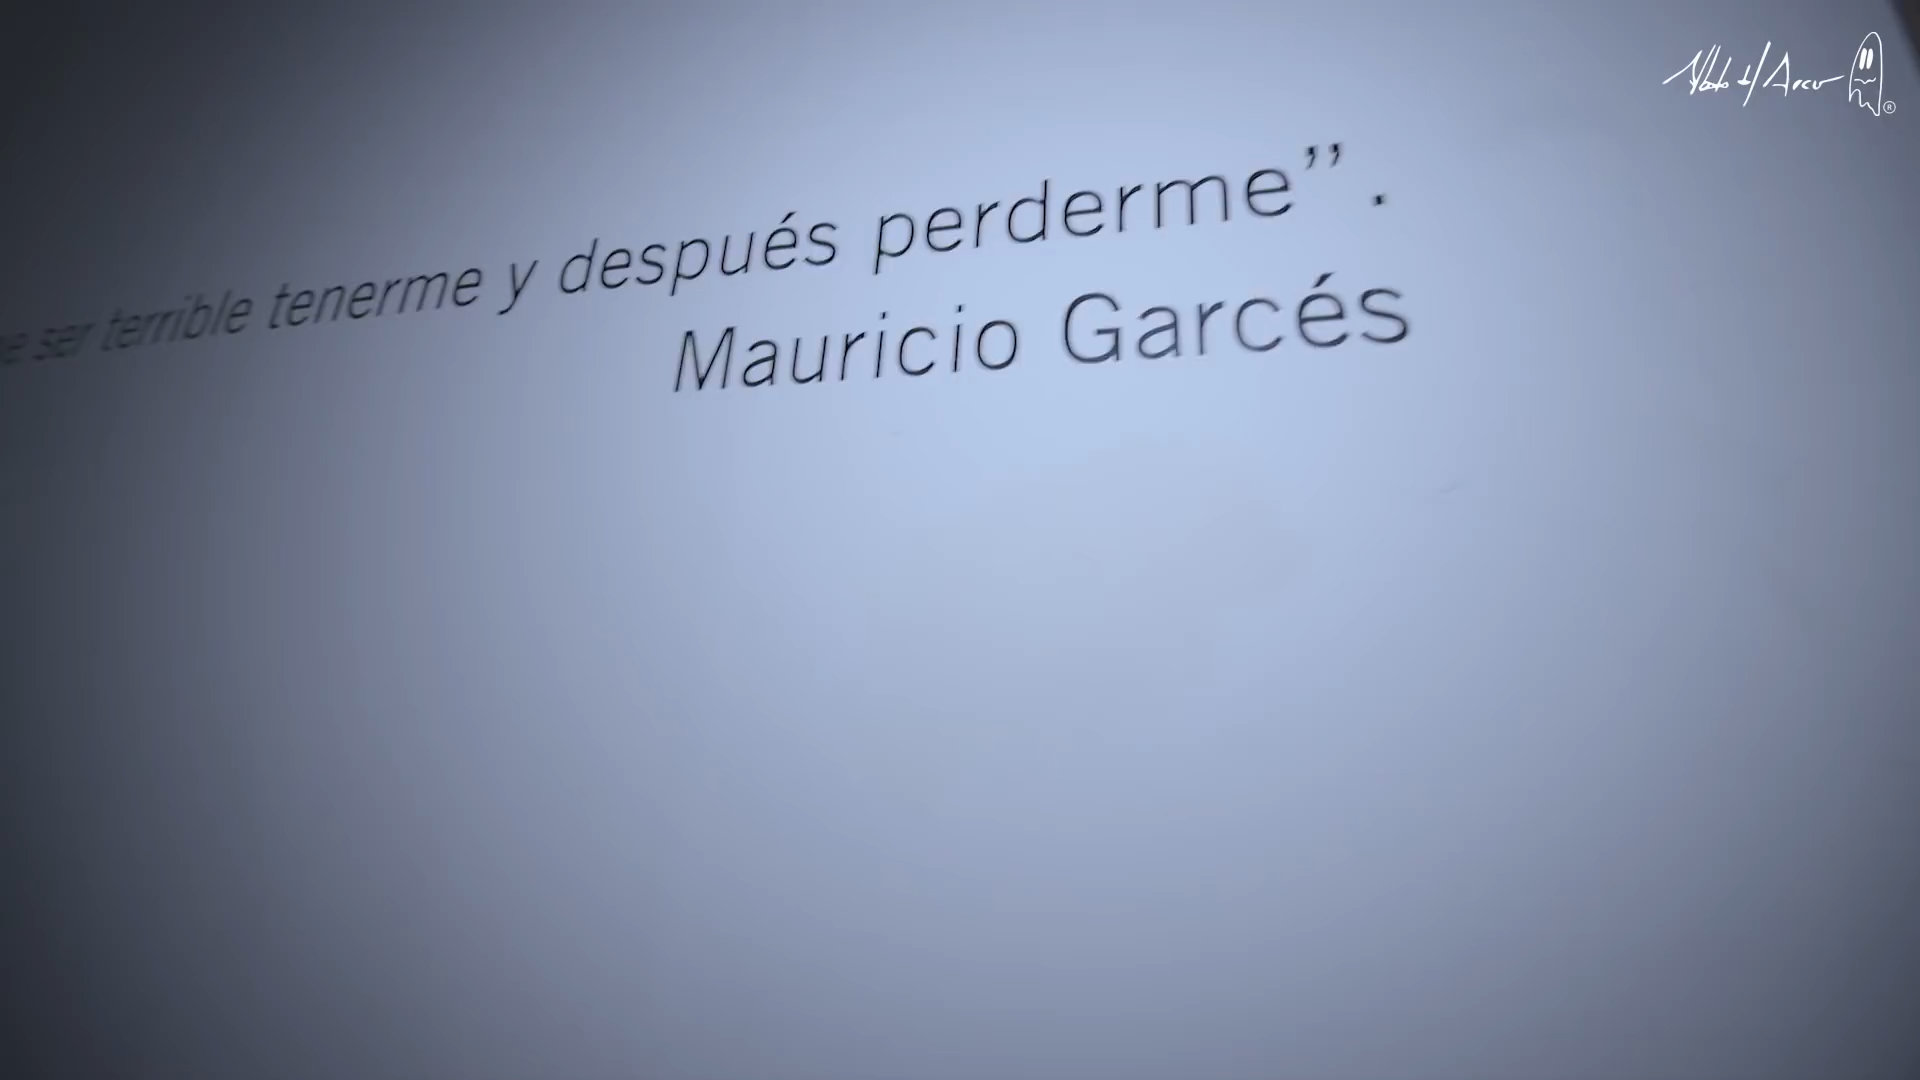 ser terrible tenerme y después perderme”.
Mauricio Garcés